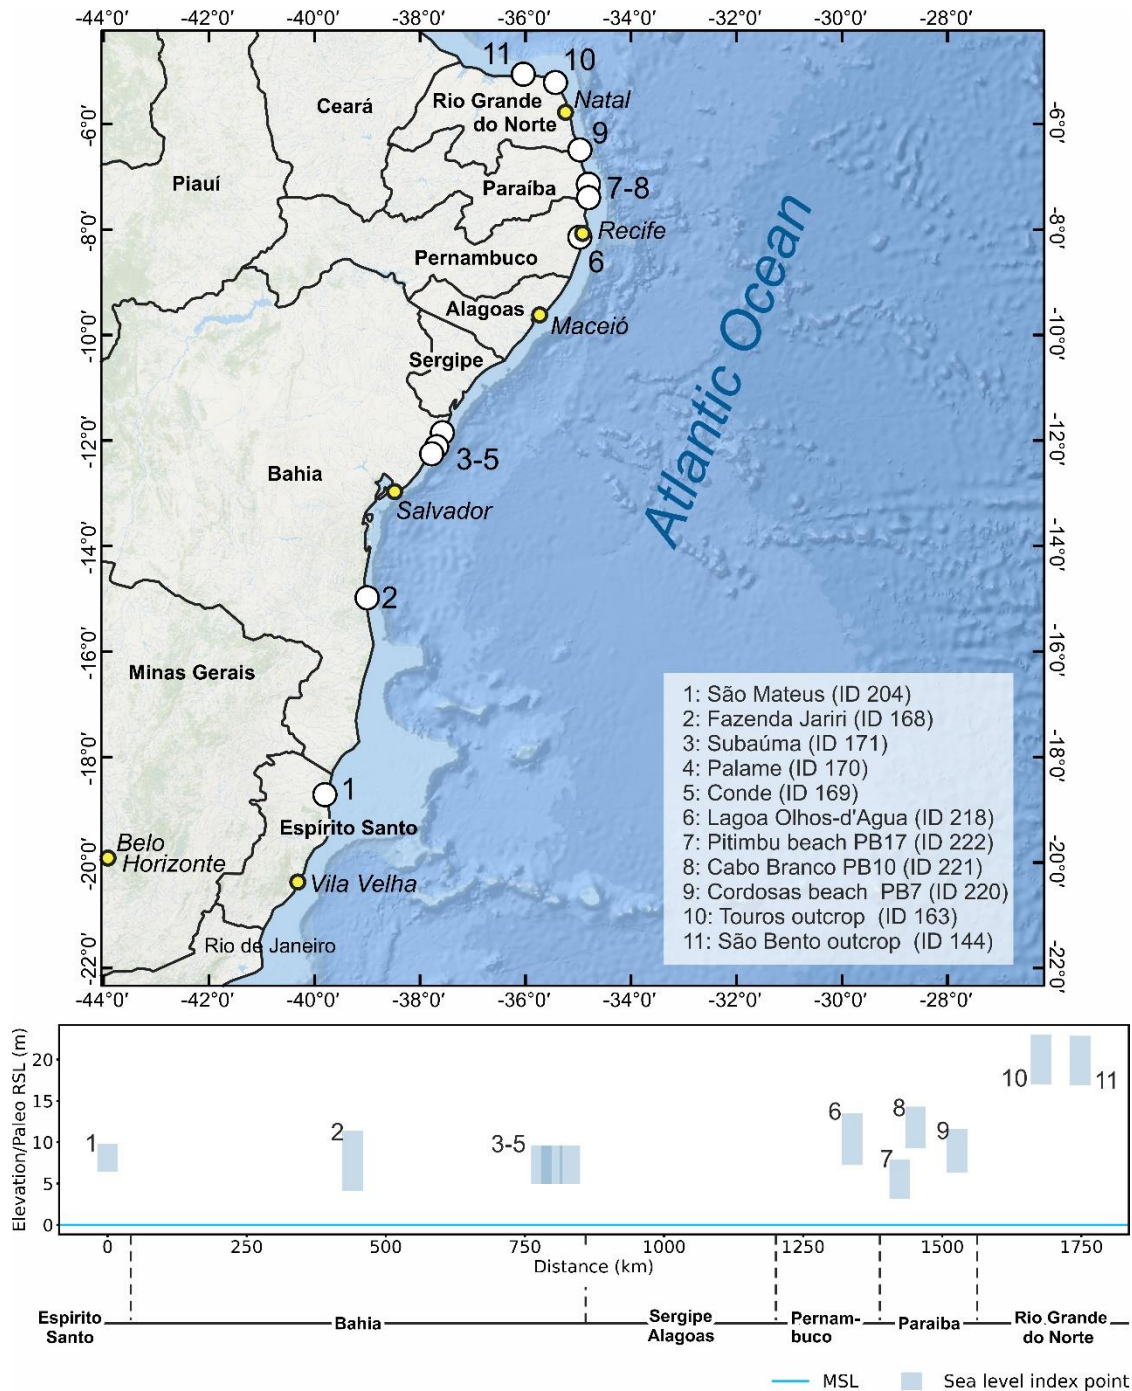 -44°0' -42°0' -40°0' -38°0' -36°0' -34°0' -32°0' -30°0' -28°0'
11
10
Ceará
Rio Grande
do Norte
Natal
-6°0'
-6°0'
9
Piauí
Paraíba
7-8
-8°0'
-8°0'
Recife
Pernambuco
6
Alagoas
Maceió
-10°0'
-10°0'
Sergipe
Atlantic Ocean
-12°0'
-12°0'
3-5
Bahia
Salvador
-14°0'
-14°0'
2
-16°0'
-16°0'
Minas Gerais
1: São Mateus (ID 204)
2: Fazenda Jariri (ID 168)
3: Subaúma (ID 171)
4: Palame (ID 170)
5: Conde (ID 169)
6: Lagoa Olhos-d'Agua (ID 218)
7: Pitimbu beach PB17 (ID 222)
8: Cabo Branco PB10 (ID 221)
9: Cordosas beach PB7 (ID 220)
10: Touros outcrop (ID 163)
11: São Bento outcrop (ID 144)
-18°0'
-18°0'
1
Espírito Santo
Belo
Horizonte
-20°0'
-20°0'
Vila Velha
Rio de Janeiro
-22°0'
-22°0'
-44°0' -42°0' -40°0' -38°0' -36°0' -34°0' -32°0' -30°0' -28°0'
Elevation/Paleo RSL (m)
20
15
10
5
0
1
2
3-5
6
7
8
9
10
11
0 250 500 750 1000 1250 1500 1750
Distance (km)
Espirito
Santo
Bahia
Sergipe
Alagoas
Pernam-
buco
Paraiba
Rio Grande
do Norte
MSL
Sea level index point